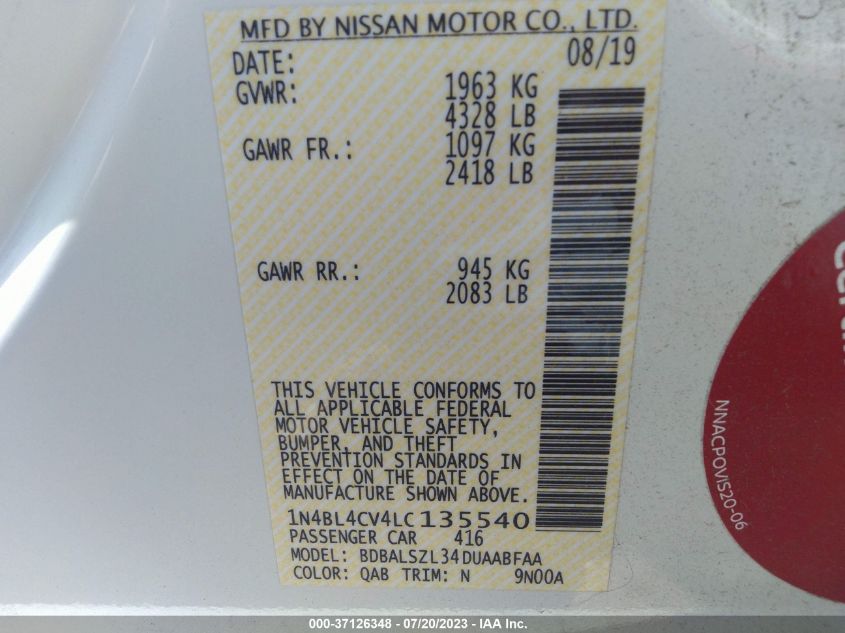 MFD BY NISSAN MOTOR CO., LTD.
DATE: 08/19
GVWR: 1963 KG
4328 LB
GAWR FR.: 1097 KG
2418 LB
GAWR RR.: 945 KG
2083 LB
THIS VEHICLE CONFORMS TO
ALL APPLICABLE FEDERAL
MOTOR VEHICLE SAFETY,
BUMPER, AND THEFT
PREVENTION STANDARDS IN
EFFECT ON THE DATE OF
MANUFACTURE SHOWN ABOVE.
1N4BL4CV4LC135540
PASSENGER CAR 416
MODEL: BDBALSZL34DUAABFAA
COLOR: QAB TRIM: N 9N00A
NNACPOVIS20-06
000-37126348 - 07/20/2023 - IAA Inc.